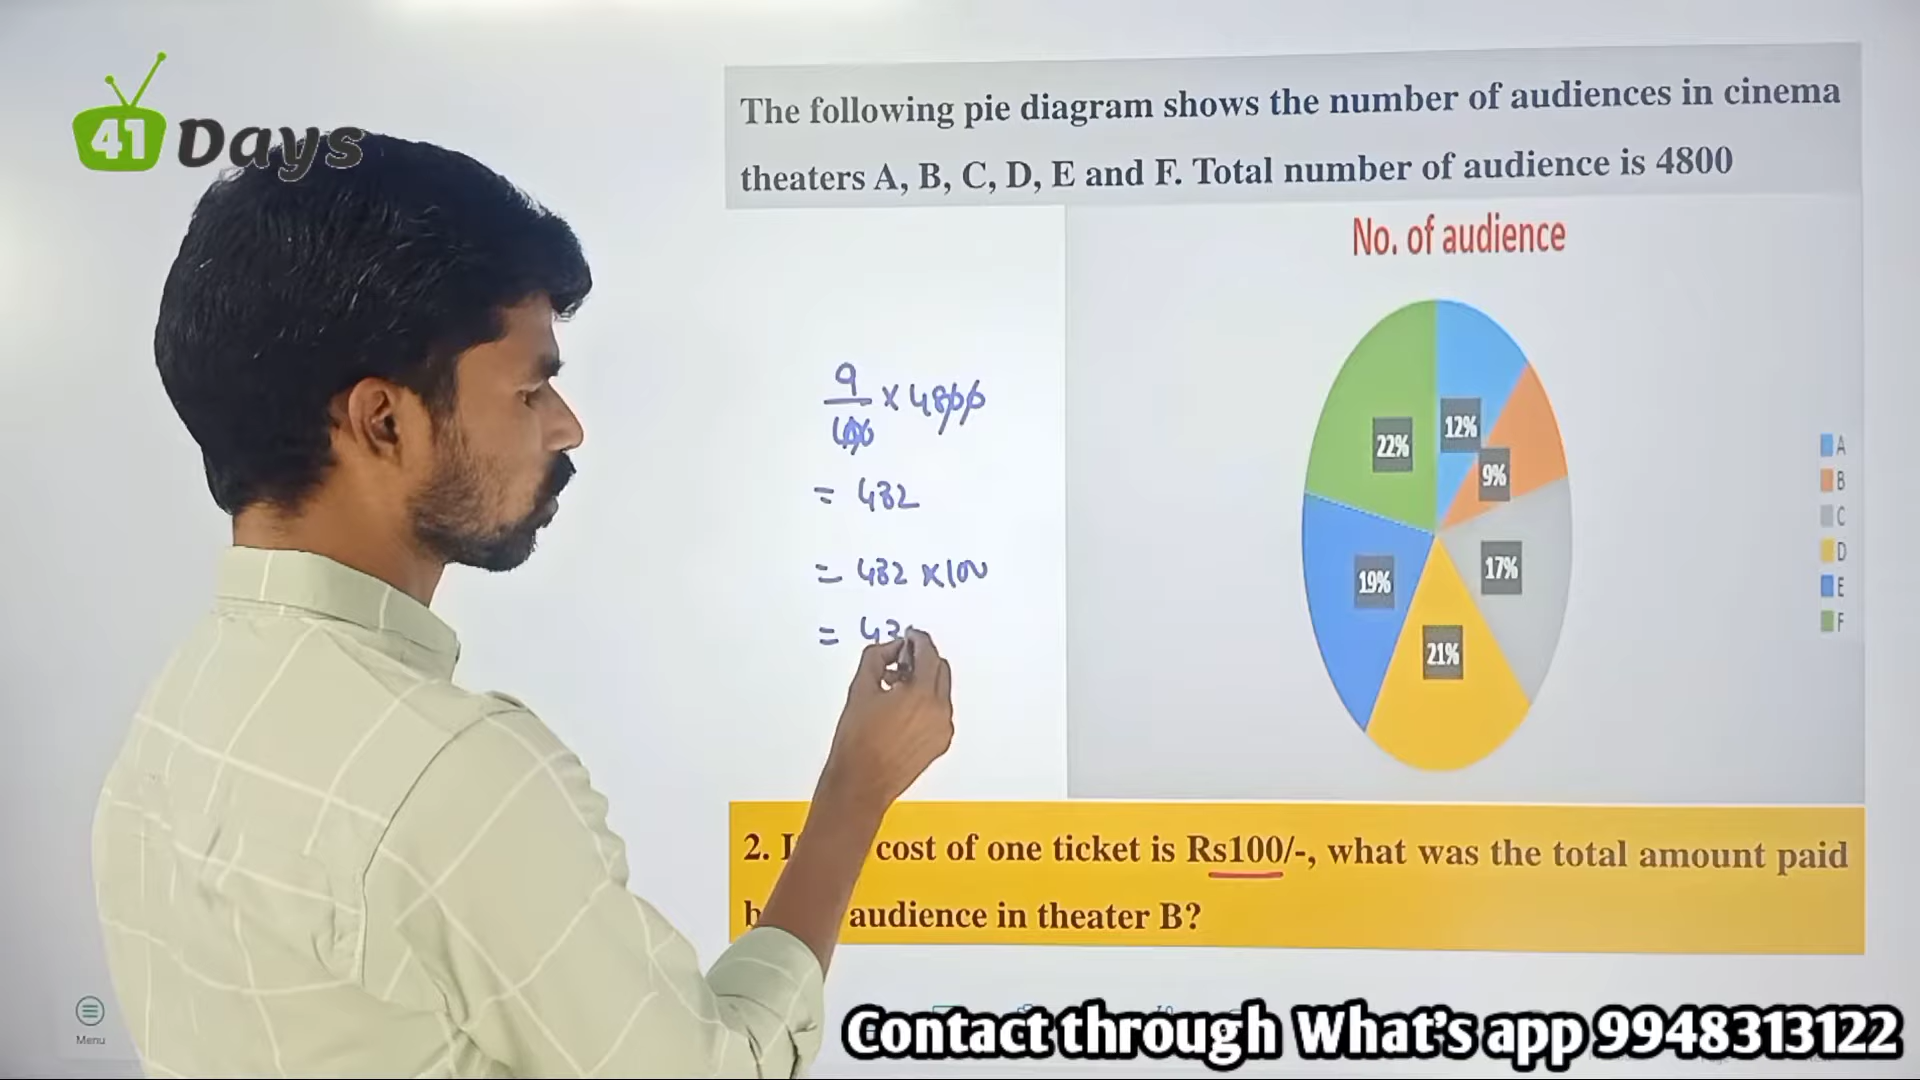 41 Days
The following pie diagram shows the number of audiences in cinema
theaters A, B, C, D, E and F. Total number of audience is 4800
No. of audience
9/100 × 4800
= 432
= 432 × 100
= 43
12%
9%
17%
21%
19%
22%
A
B
C
D
E
F
2. cost of one ticket is Rs100/-, what was the total amount paid
audience in theater B?
Menu
Contact through What's app 9948313122